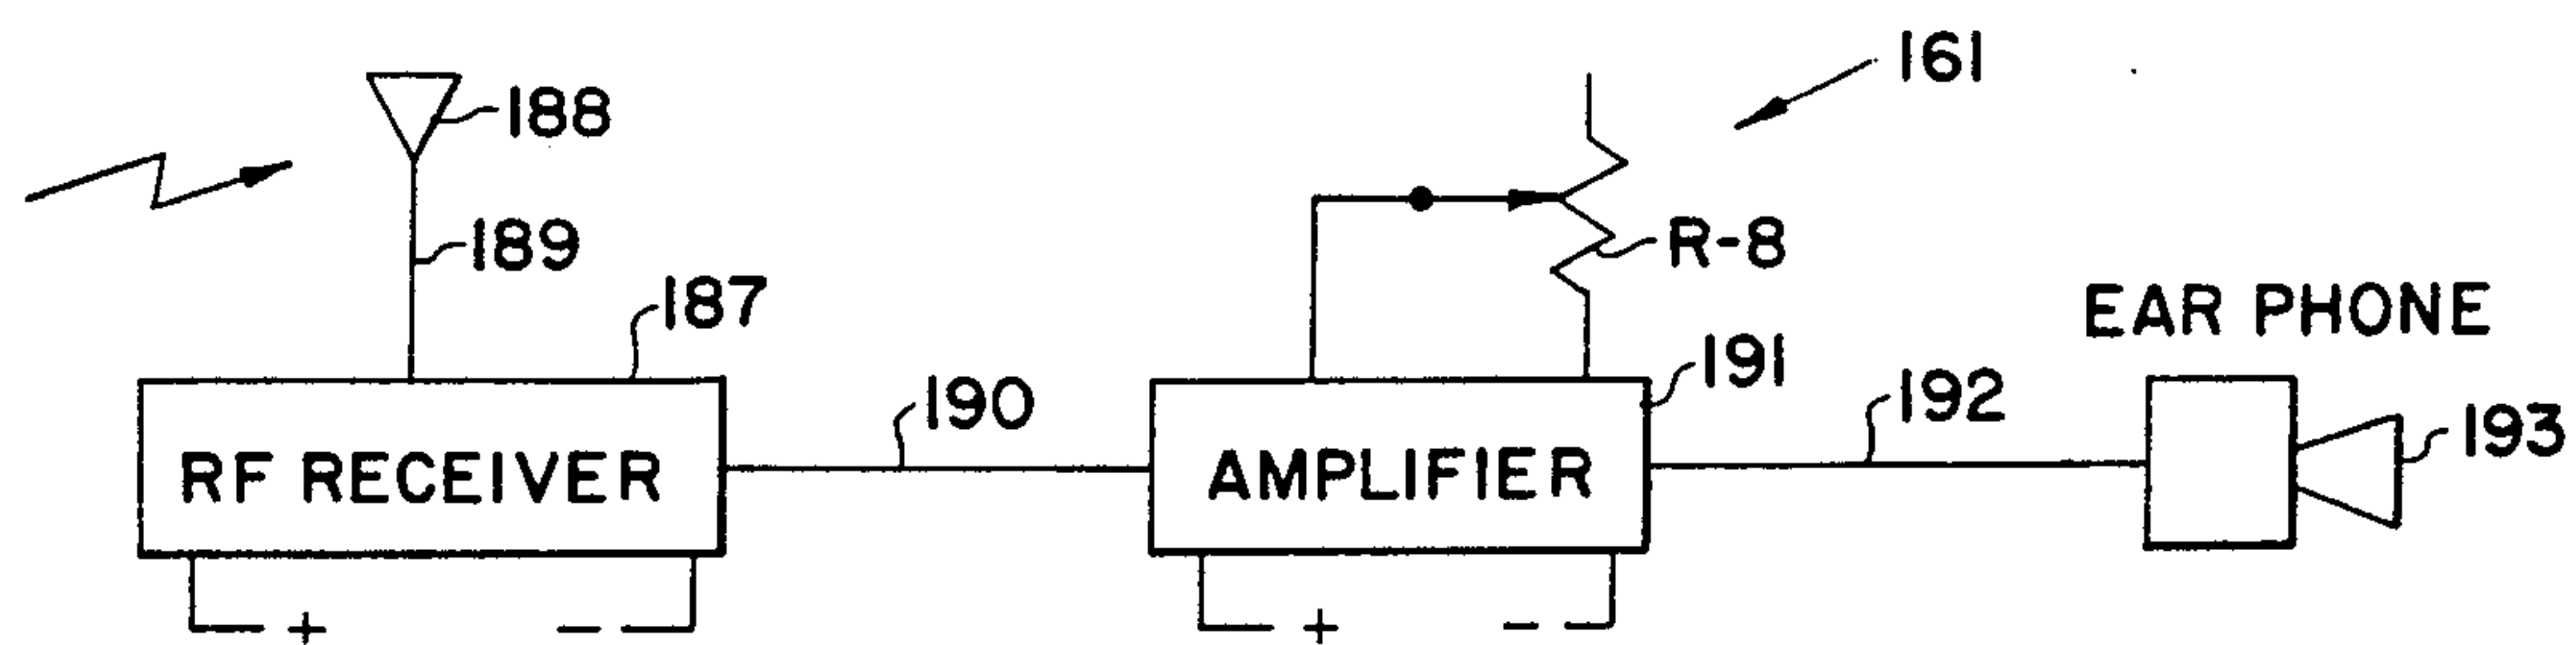 161
188
189
R-8
187
EAR PHONE
191
190
192
193
RF RECEIVER
AMPLIFIER
+ −
+ −